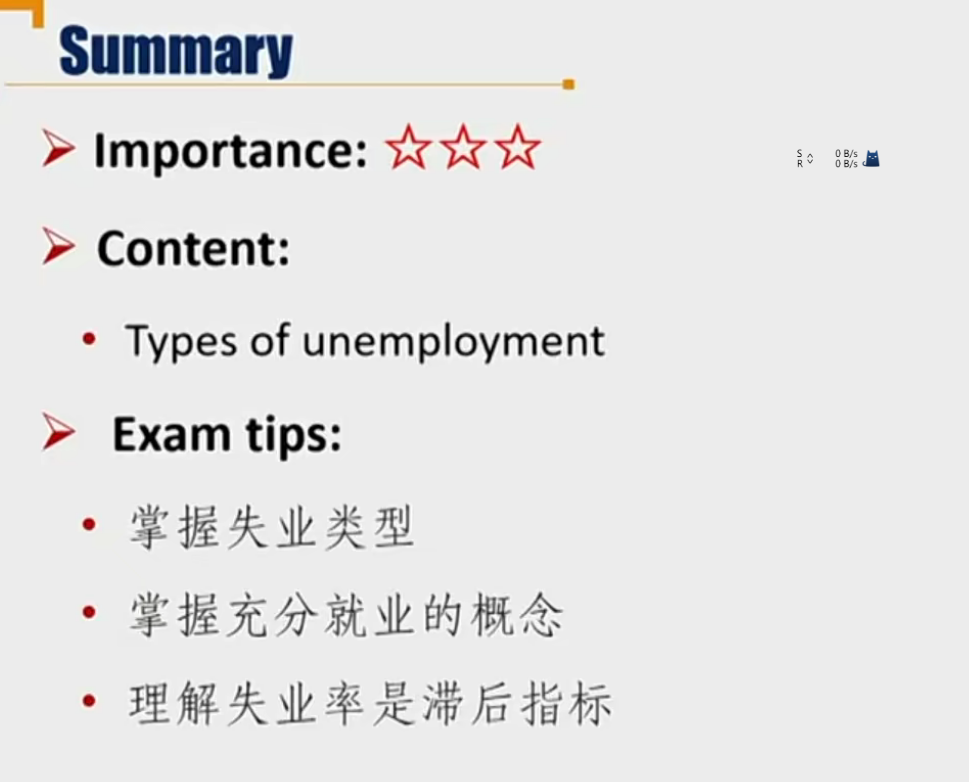 Summary
Importance: ☆☆☆
S 0 B/s
R 0 B/s
Content:
Types of unemployment
Exam tips:
掌握失业类型
掌握充分就业的概念
理解失业率是滞后指标